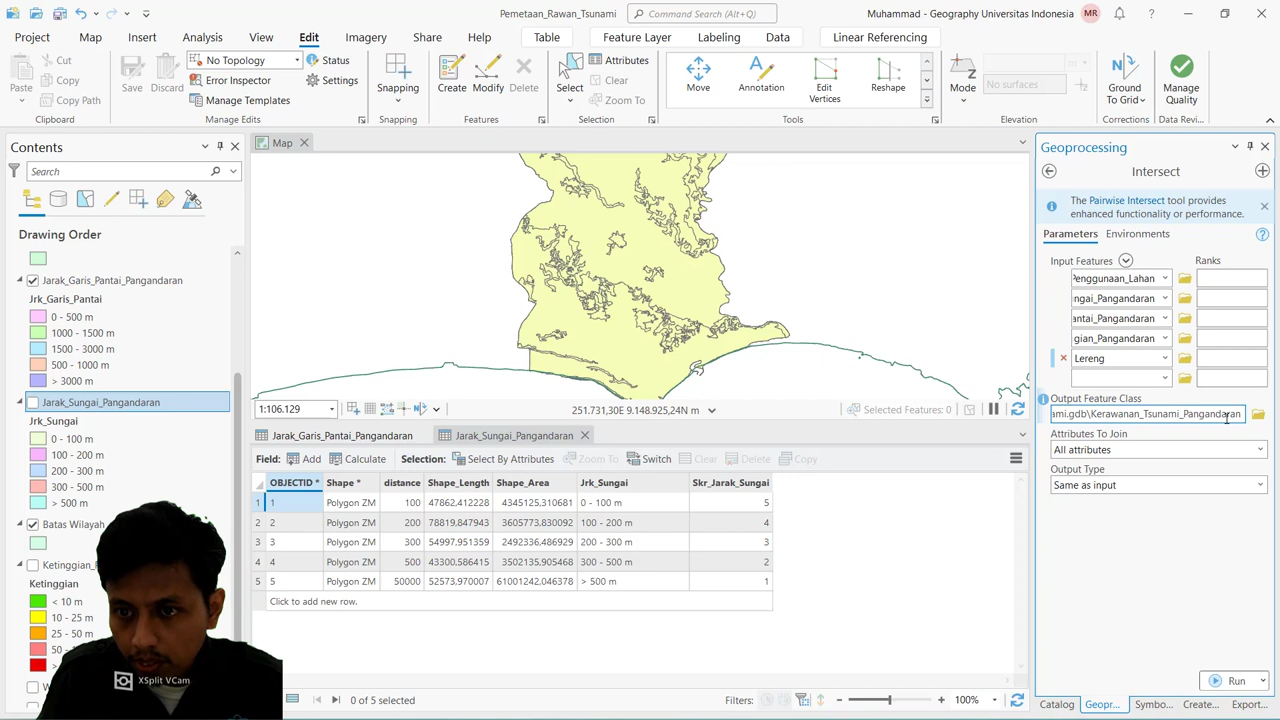 Pemetaan_Rawan_Tsunami
Command Search (Alt+Q)
Muhammad - Geography Universitas Indonesia
MR
Project Map Insert Analysis View Edit Imagery Share Help Table Feature Layer Labeling Data Linear Referencing
Paste
Cut
Copy
Copy Path
Clipboard
Save
Discard
No Topology
Error Inspector
Manage Templates
Status
Settings
Manage Edits
Snapping
Snapping
Create
Modify
Delete
Features
Select
Attributes
Clear
Zoom To
Selection
Move
Annotation
Edit Vertices
Reshape
Tools
Mode
No surfaces
m
Elevation
Ground To Grid
Corrections
Manage Quality
Data Revi...
Contents
Search
Drawing Order
Jarak_Garis_Pantai_Pangandaran
Jrk_Garis_Pantai
0 - 500 m
1000 - 1500 m
1500 - 3000 m
500 - 1000 m
> 3000 m
Jarak_Sungai_Pangandaran
Jrk_Sungai
0 - 100 m
100 - 200 m
200 - 300 m
300 - 500 m
> 500 m
Batas Wilayah
Ketinggian
< 10 m
10 - 25 m
25 - 50 m
XSplit VCam
Map
1:106.129
251.731,30E 9.148.925,24N m
Selected Features: 0
Jarak_Garis_Pantai_Pangandaran
Jarak_Sungai_Pangandaran
Field: Add
Selection: Select By Attributes Zoom To Switch Clear Delete Copy
OBJECTID * Shape * distance Shape_Length Shape_Area Jrk_Sungai Skr_Jarak_Sungai
1 1 Polygon ZM 100 47862,412228 4345125,310681 0 - 100 m 5
2 2 Polygon ZM 200 78819,847943 3605773,830092 100 - 200 m 4
3 3 Polygon ZM 300 54997,951359 2492336,486929 200 - 300 m 3
4 4 Polygon ZM 500 43300,586415 3502135,905468 300 - 500 m 2
5 5 Polygon ZM 50000 52573,970007 61001242,046378 > 500 m 1
Click to add new row.
0 of 5 selected
Filters:
100%
Geoprocessing
Intersect
The Pairwise Intersect tool provides
enhanced functionality or performance.
Parameters Environments
Input Features Ranks
Penggunaan_Lahan
ngai_Pangandaran
antai_Pangandaran
gian_Pangandaran
Lereng
Output Feature Class
ami.gdb\Kerawanan_Tsunami_Pangandaran
Attributes To Join
All attributes
Output Type
Same as input
Run
Catalog Geopr... Symbo... Create... Export...